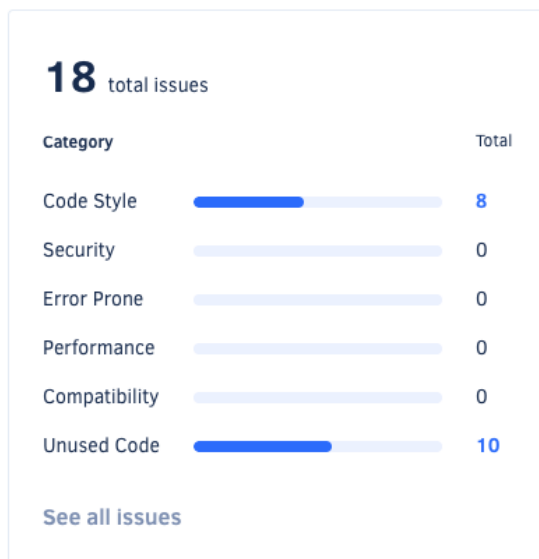 18 total issues
Category Total
Code Style 8
Security 0
Error Prone 0
Performance 0
Compatibility 0
Unused Code 10
See all issues